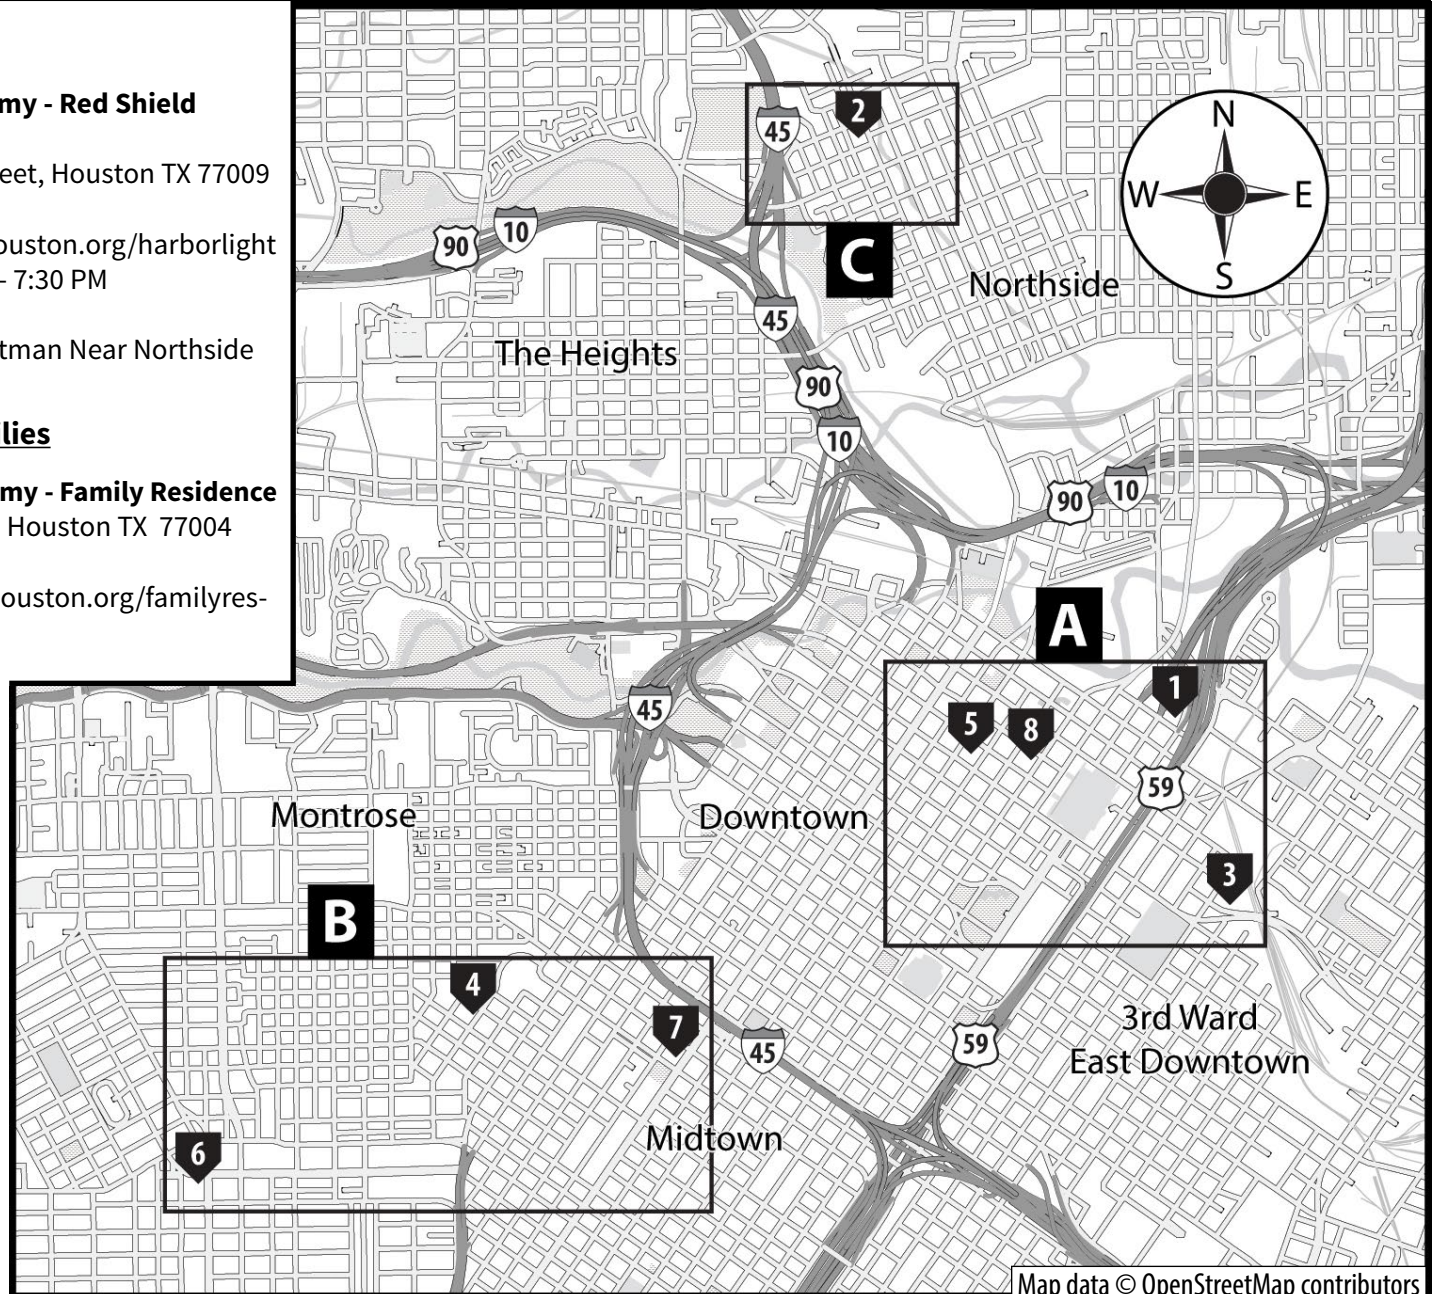 my - Red Shield
eet, Houston TX 77009
ouston.org/harborlight
- 7:30 PM
tman Near Northside
lies
my - Family Residence
Houston TX 77004
ouston.org/familyres-
N
W E
S
45
2
C
90
10
Northside
45
The Heights
90
10
90
10
A
1
5
8
45
59
Montrose
Downtown
3
B
4
7
45
59
3rd Ward
East Downtown
Midtown
6
Map data © OpenStreetMap contributors